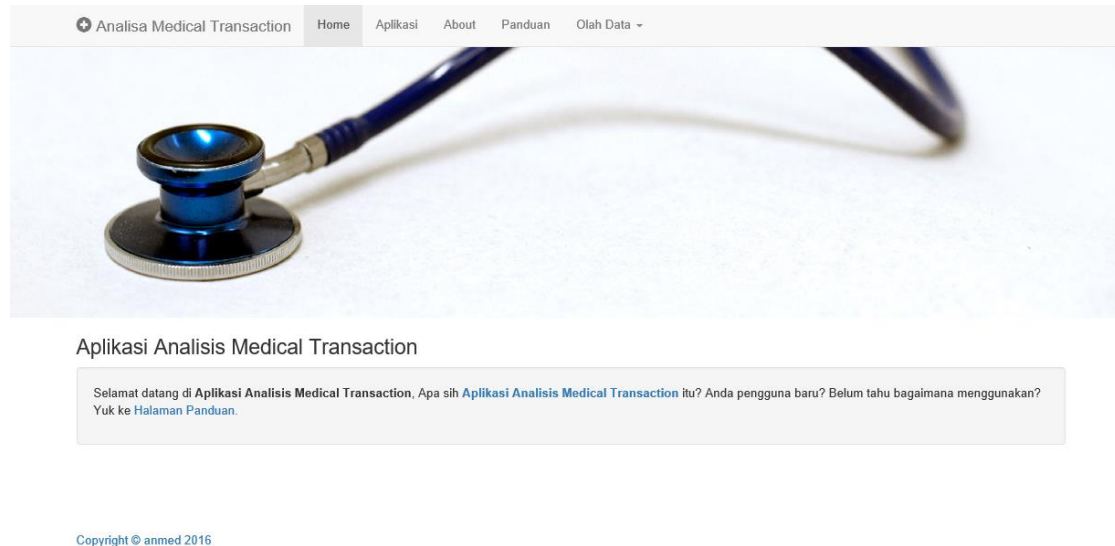 Analisa Medical Transaction Home Aplikasi About Panduan Olah Data
Aplikasi Analisis Medical Transaction
Selamat datang di Aplikasi Analisis Medical Transaction, Apa sih Aplikasi Analisis Medical Transaction itu? Anda pengguna baru? Belum tahu bagaimana menggunakan?
Yuk ke Halaman Panduan.
Copyright © anmed 2016